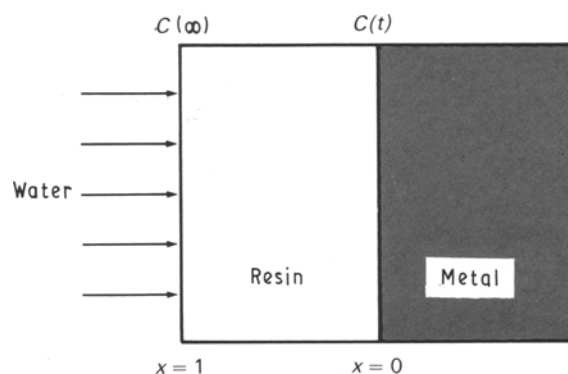 C(∞) C(t)
Water
Resin Metal
x = 1 x = 0